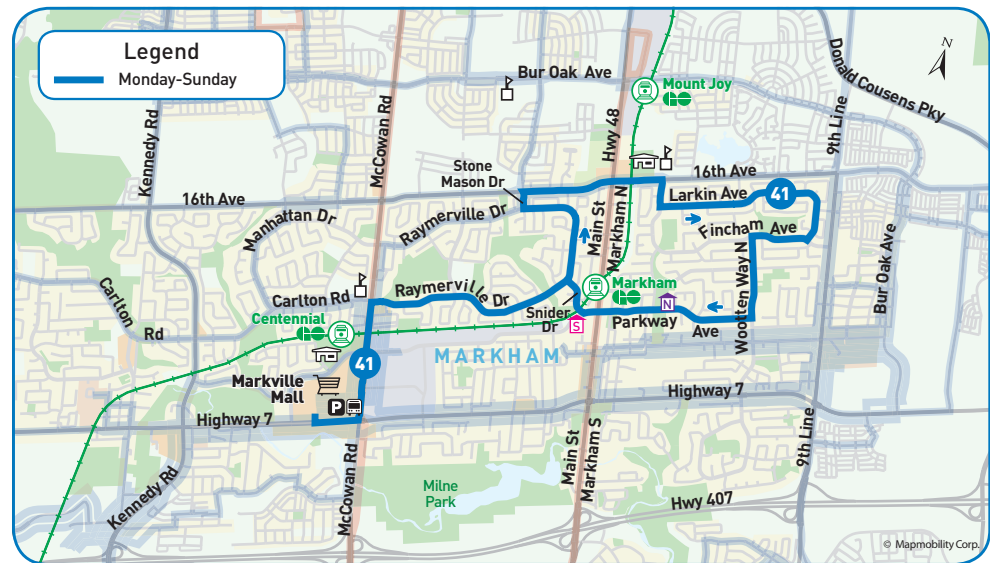 Legend
Monday-Sunday
Bur Oak Ave
Mount Joy
Donald Cousens Pky
9th Line
Kennedy Rd
McCowan Rd
Hwy 48
Stone
Mason Dr
16th Ave
Larkin Ave
41
16th Ave
Manhattan Dr
Raymerville Dr
Main St
Markham N
Fincham Ave
Wootten Way N
Bur Oak Ave
Carlton
Rd
Carlton Rd
Raymerville Dr
Markham
Snider
Dr
N
S
Parkway
Ave
Centennial
41
MARKHAM
Markville
Mall
P
Highway 7
Highway 7
Kennedy Rd
McCowan Rd
Milne
Park
Main St
Markham S
9th Line
Hwy 407
N
© Mapmobility Corp.